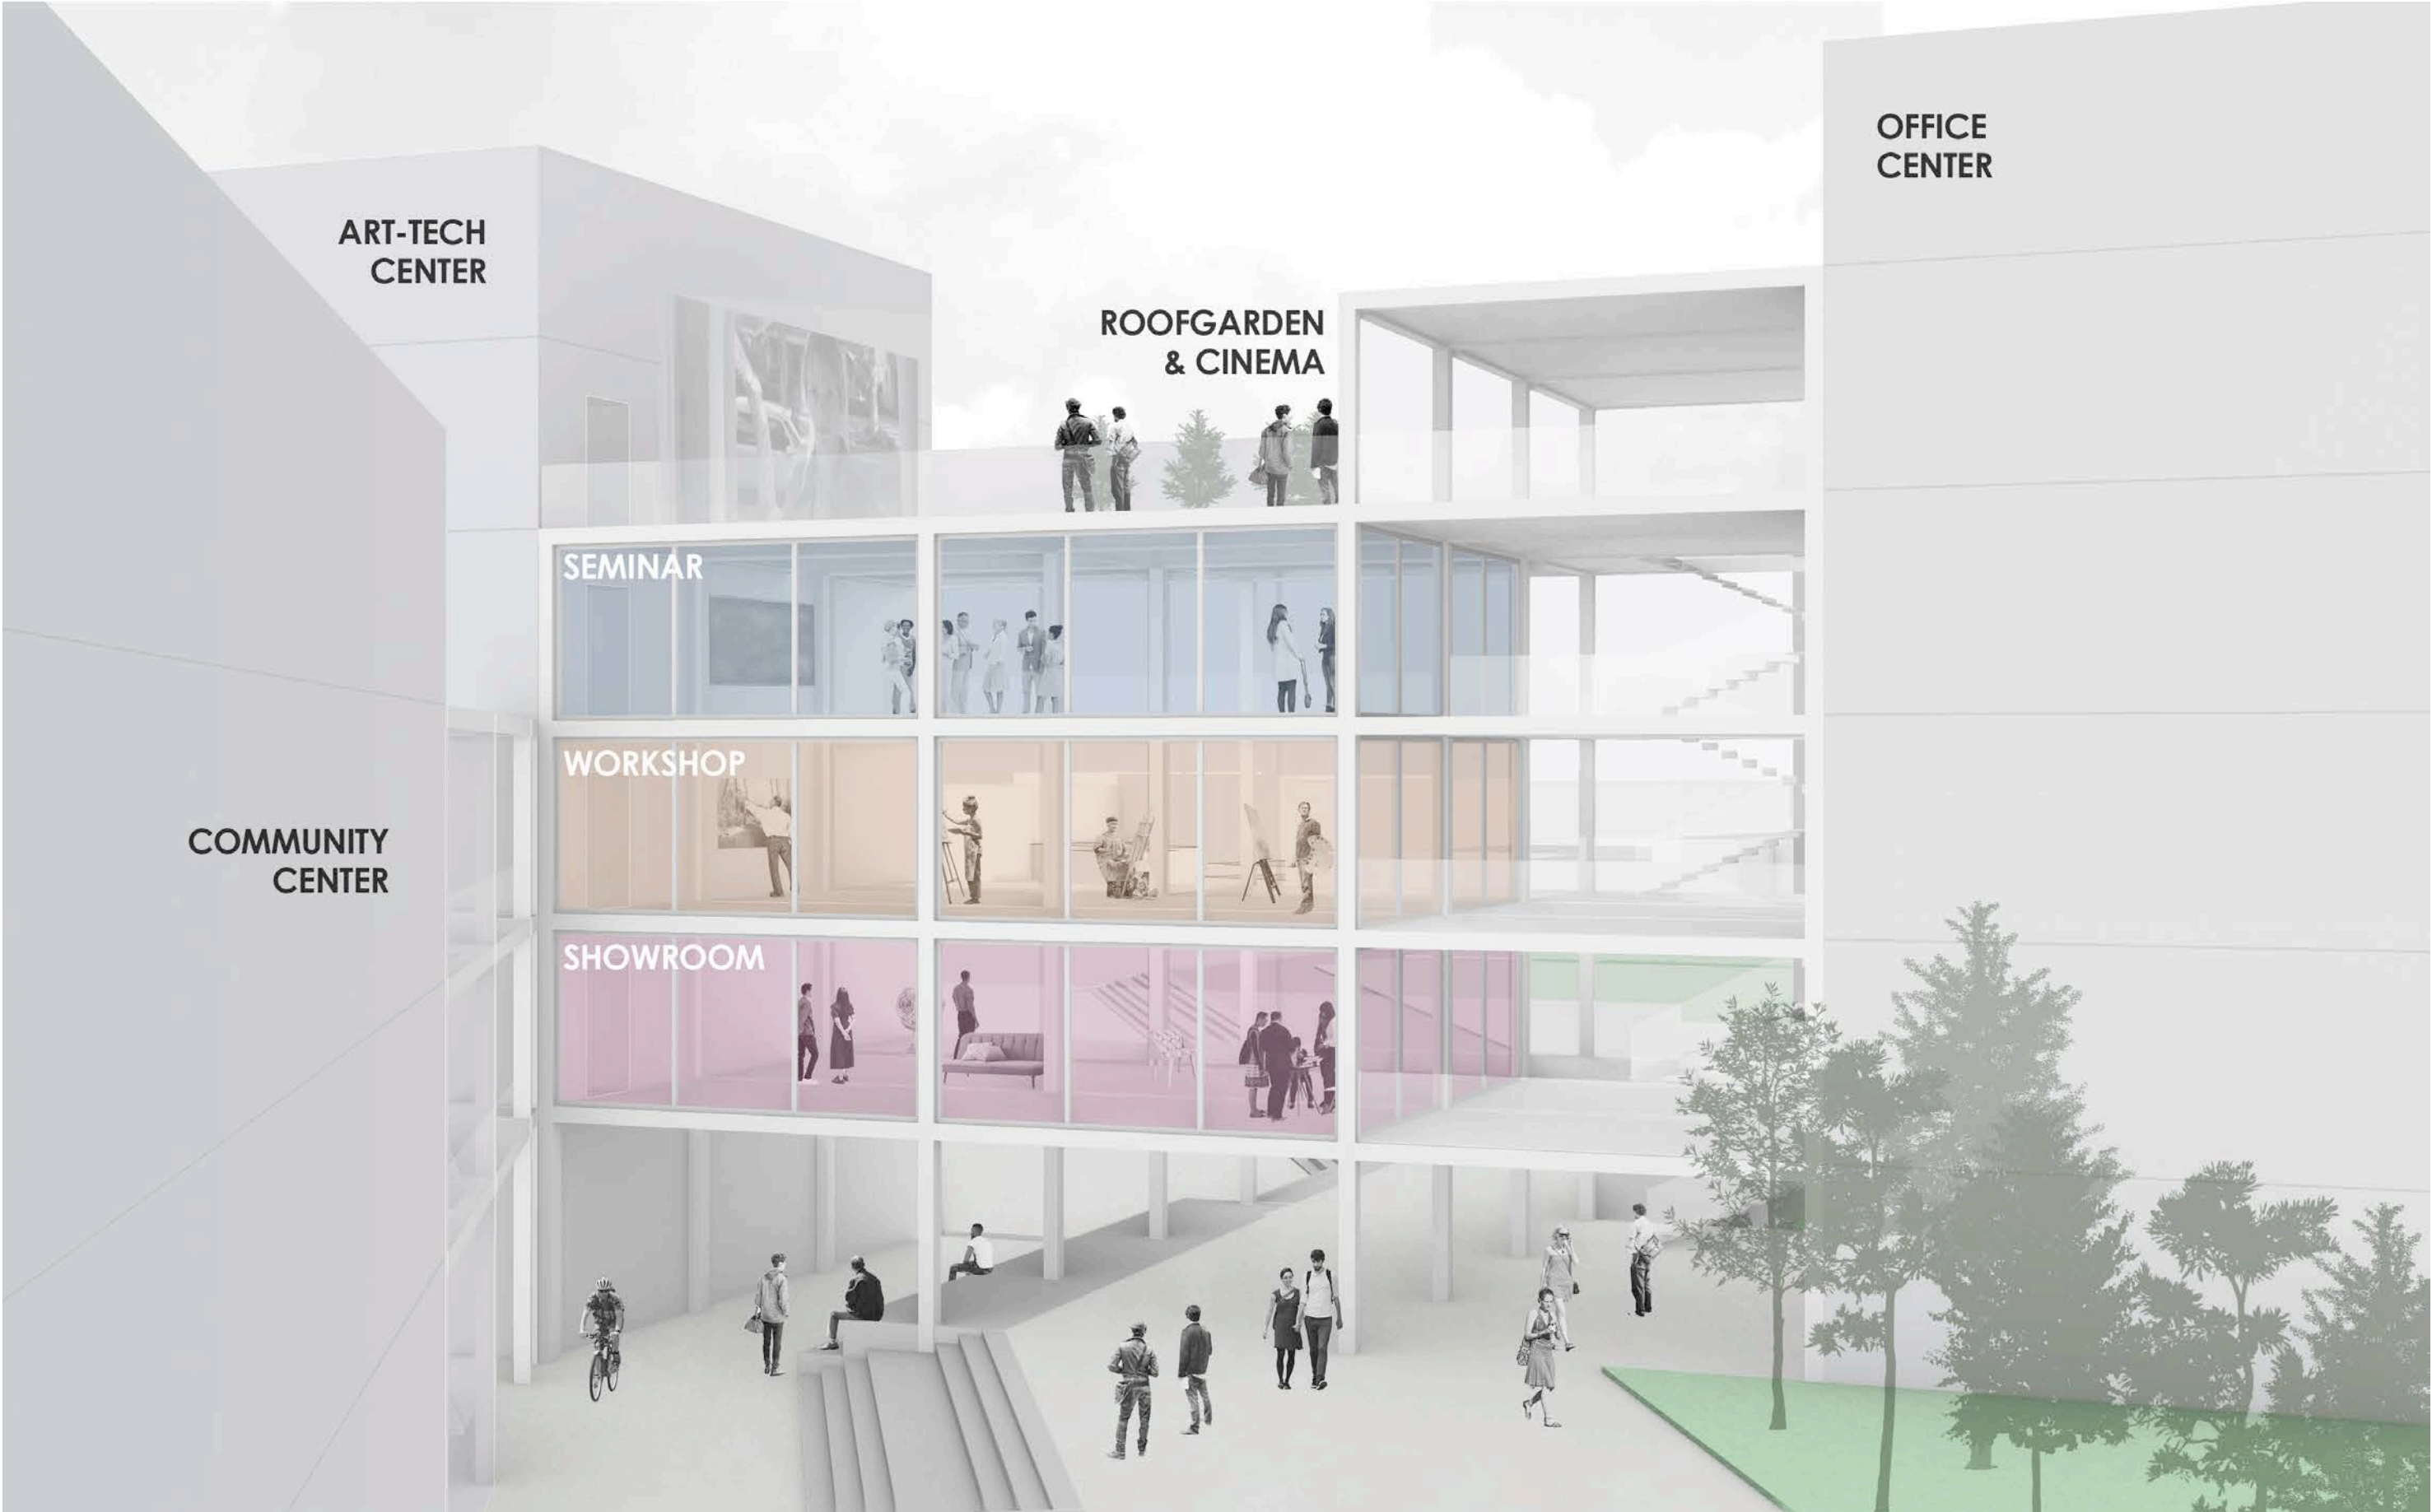 OFFICE
CENTER
ART-TECH
CENTER
ROOFGARDEN
& CINEMA
SEMINAR
WORKSHOP
COMMUNITY
CENTER
SHOWROOM